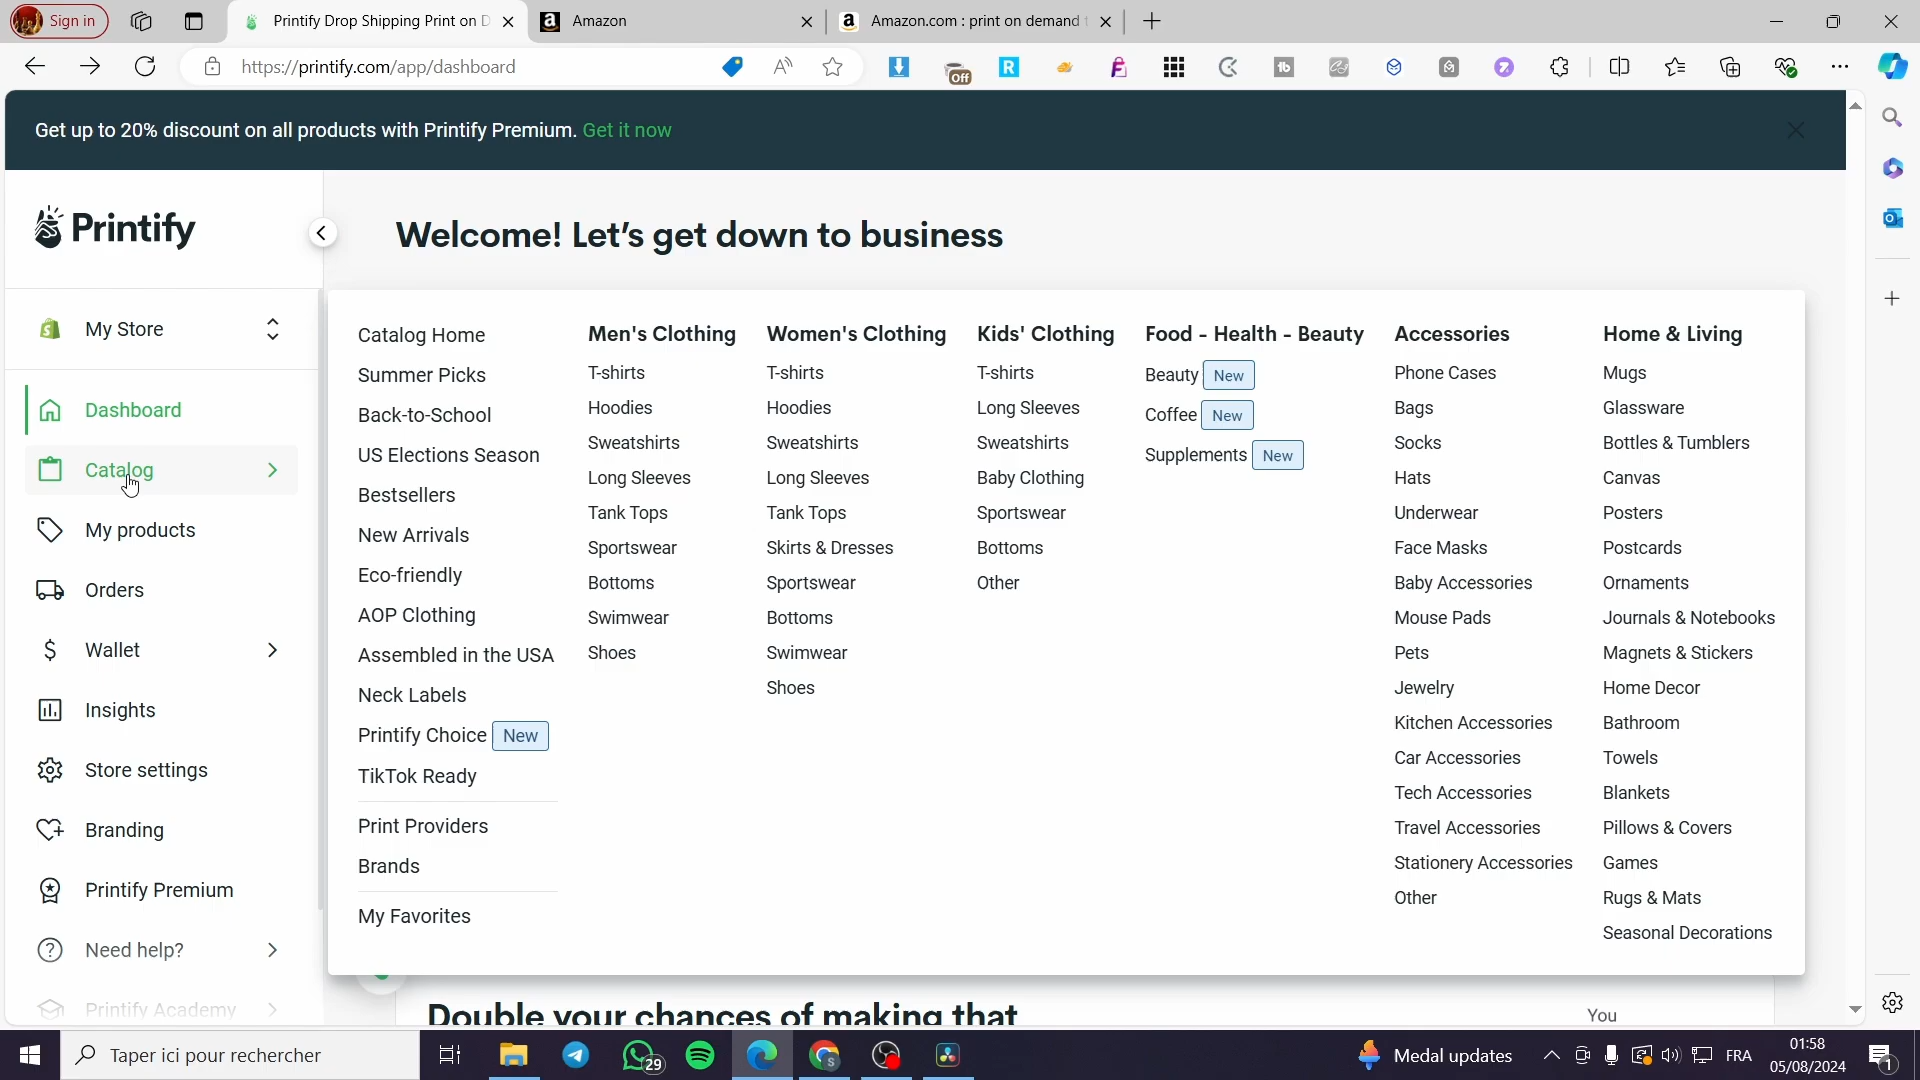 Sign in
Printify Drop Shipping Print on D
Amazon
Amazon.com : print on demand t
https://printify.com/app/dashboard
Off
Get up to 20% discount on all products with Printify Premium. Get it now
Printify
Welcome! Let's get down to business
My Store
Dashboard
Catalog
My products
Orders
Wallet
Insights
Store settings
Branding
Printify Premium
Need help?
Printify Academy
Catalog Home
Summer Picks
Back-to-School
US Elections Season
Bestsellers
New Arrivals
Eco-friendly
AOP Clothing
Assembled in the USA
Neck Labels
Printify Choice New
TikTok Ready
Print Providers
Brands
My Favorites
Men's Clothing
T-shirts
Hoodies
Sweatshirts
Long Sleeves
Tank Tops
Sportswear
Bottoms
Swimwear
Shoes
Women's Clothing
T-shirts
Hoodies
Sweatshirts
Long Sleeves
Tank Tops
Skirts & Dresses
Sportswear
Bottoms
Swimwear
Shoes
Kids' Clothing
T-shirts
Long Sleeves
Sweatshirts
Baby Clothing
Sportswear
Bottoms
Other
Food - Health - Beauty
Beauty New
Coffee New
Supplements New
Accessories
Phone Cases
Bags
Socks
Hats
Underwear
Face Masks
Baby Accessories
Mouse Pads
Pets
Jewelry
Kitchen Accessories
Car Accessories
Tech Accessories
Travel Accessories
Stationery Accessories
Other
Home & Living
Mugs
Glassware
Bottles & Tumblers
Canvas
Posters
Postcards
Ornaments
Journals & Notebooks
Magnets & Stickers
Home Decor
Bathroom
Towels
Blankets
Pillows & Covers
Games
Rugs & Mats
Seasonal Decorations
Double your chances of making that
You
Taper ici pour rechercher
29
Medal updates
FRA
01:58
05/08/2024
1